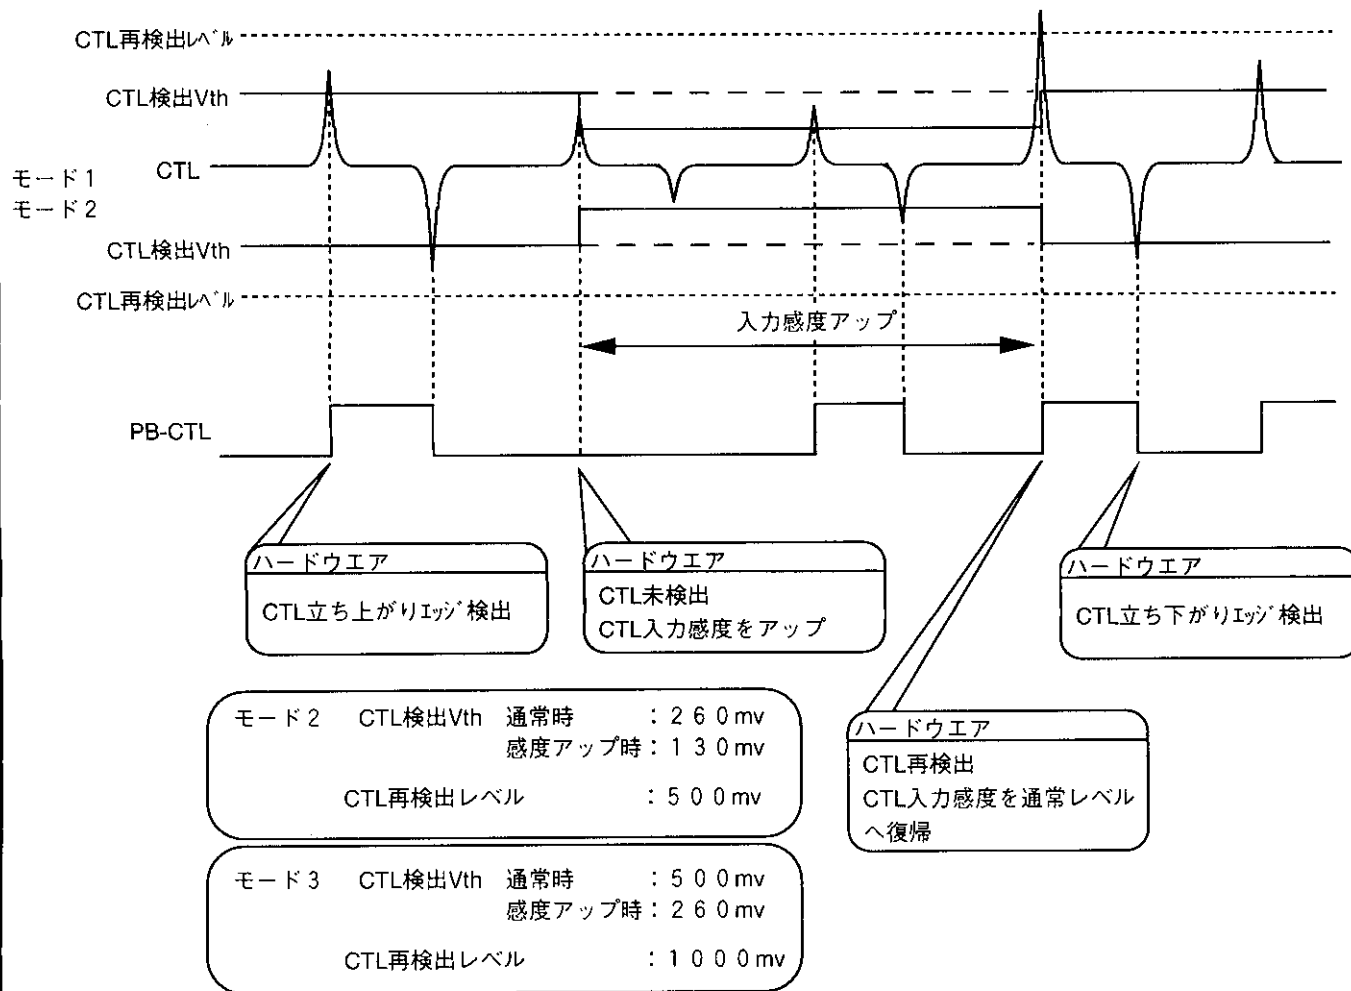 CTL再検出ﾚﾍﾞﾙ
CTL検出Vth
CTL
モード1
モード2
CTL検出Vth
CTL再検出ﾚﾍﾞﾙ
入力感度アップ
PB-CTL
ハードウエア
CTL立ち上がりｴｯｼﾞ検出
ハードウエア
CTL未検出
CTL入力感度をアップ
ハードウエア
CTL立ち下がりｴｯｼﾞ検出
ハードウエア
CTL再検出
CTL入力感度を通常レベル
へ復帰
モード2 CTL検出Vth 通常時 :260mv
感度アップ時:130mv
CTL再検出レベル :500mv
モード3 CTL検出Vth 通常時 :500mv
感度アップ時:260mv
CTL再検出レベル :1000mv